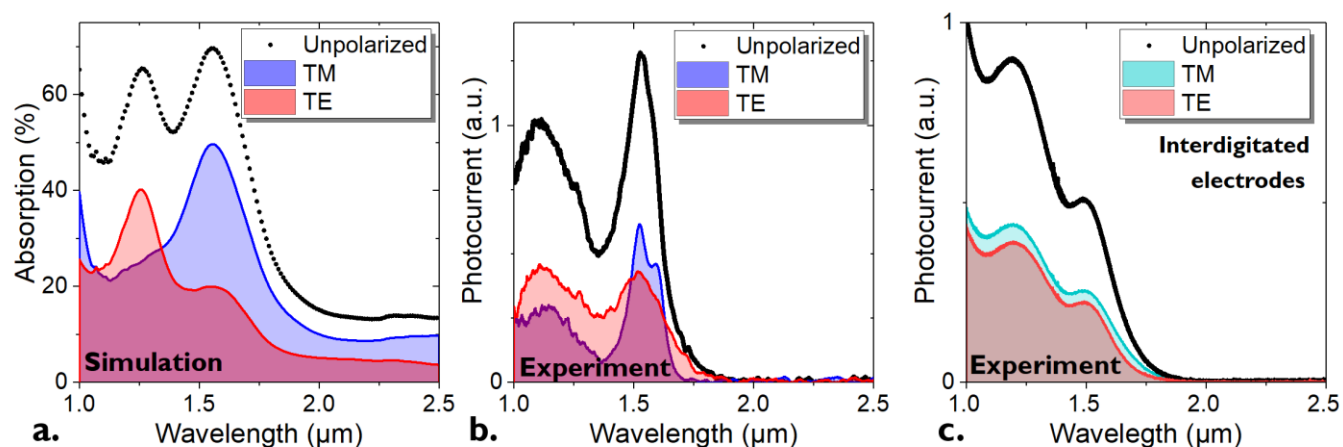 Absorption (%)
60
40
20
0
Unpolarized
TM
TE
Simulation
1.0 1.5 2.0 2.5
Wavelength (µm)
a.
Photocurrent (a.u.)
1
0
Unpolarized
TM
TE
Experiment
1.0 1.5 2.0 2.5
Wavelength (µm)
b.
Photocurrent (a.u.)
1
0
Unpolarized
TM
TE
Interdigitated
electrodes
Experiment
1.0 1.5 2.0 2.5
Wavelength (µm)
c.